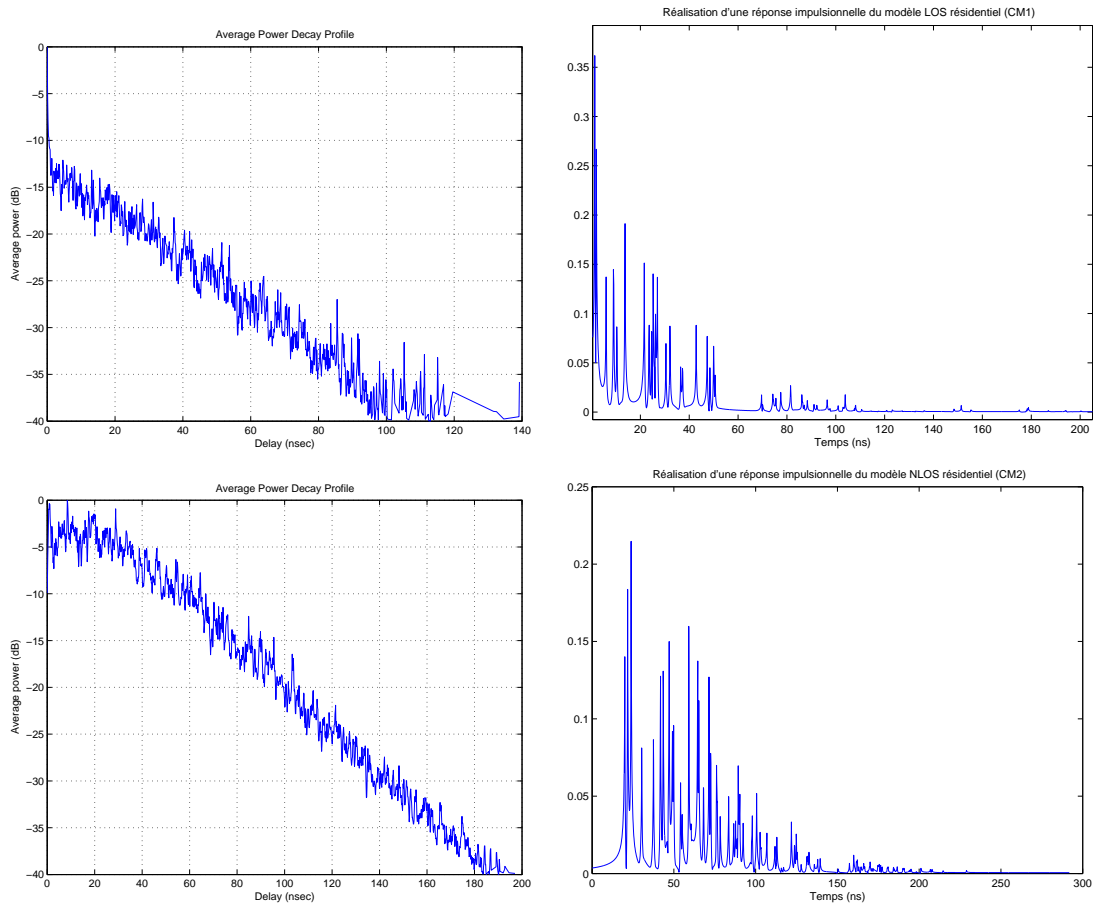 Average Power Decay Profile
0
−5
−10
−15
−20
−25
−30
−35
−40
Average power (dB)
0 20 40 60 80 100 120 140
Delay (nsec)
Réalisation d'une réponse impulsionnelle du modèle LOS résidentiel (CM1)
0.35
0.3
0.25
0.2
0.15
0.1
0.05
0
20 40 60 80 100 120 140 160 180 200
Temps (ns)
Average Power Decay Profile
0
−5
−10
−15
−20
−25
−30
−35
−40
Average power (dB)
0 20 40 60 80 100 120 140 160 180 200
Delay (nsec)
Réalisation d'une réponse impulsionnelle du modèle NLOS résidentiel (CM2)
0.25
0.2
0.15
0.1
0.05
0
0 50 100 150 200 250 300
Temps (ns)